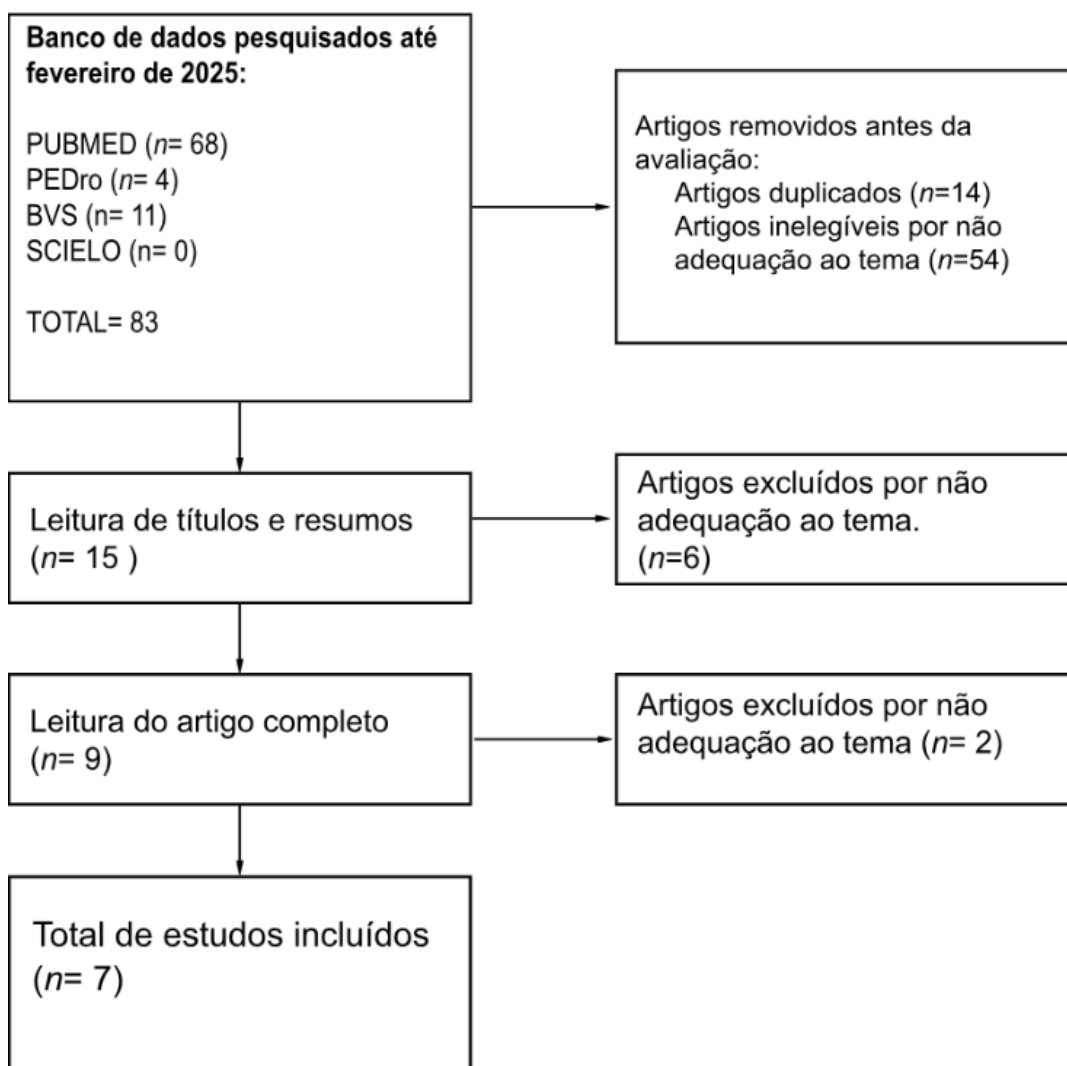 Banco de dados pesquisados até
fevereiro de 2025:
PUBMED (n= 68)
PEDro (n= 4)
BVS (n= 11)
SCIELO (n= 0)
TOTAL= 83
Artigos removidos antes da
avaliação:
Artigos duplicados (n=14)
Artigos inelegíveis por não
adequação ao tema (n=54)
Leitura de títulos e resumos
(n= 15 )
Artigos excluídos por não
adequação ao tema.
(n=6)
Leitura do artigo completo
(n= 9)
Artigos excluídos por não
adequação ao tema (n= 2)
Total de estudos incluídos
(n= 7)